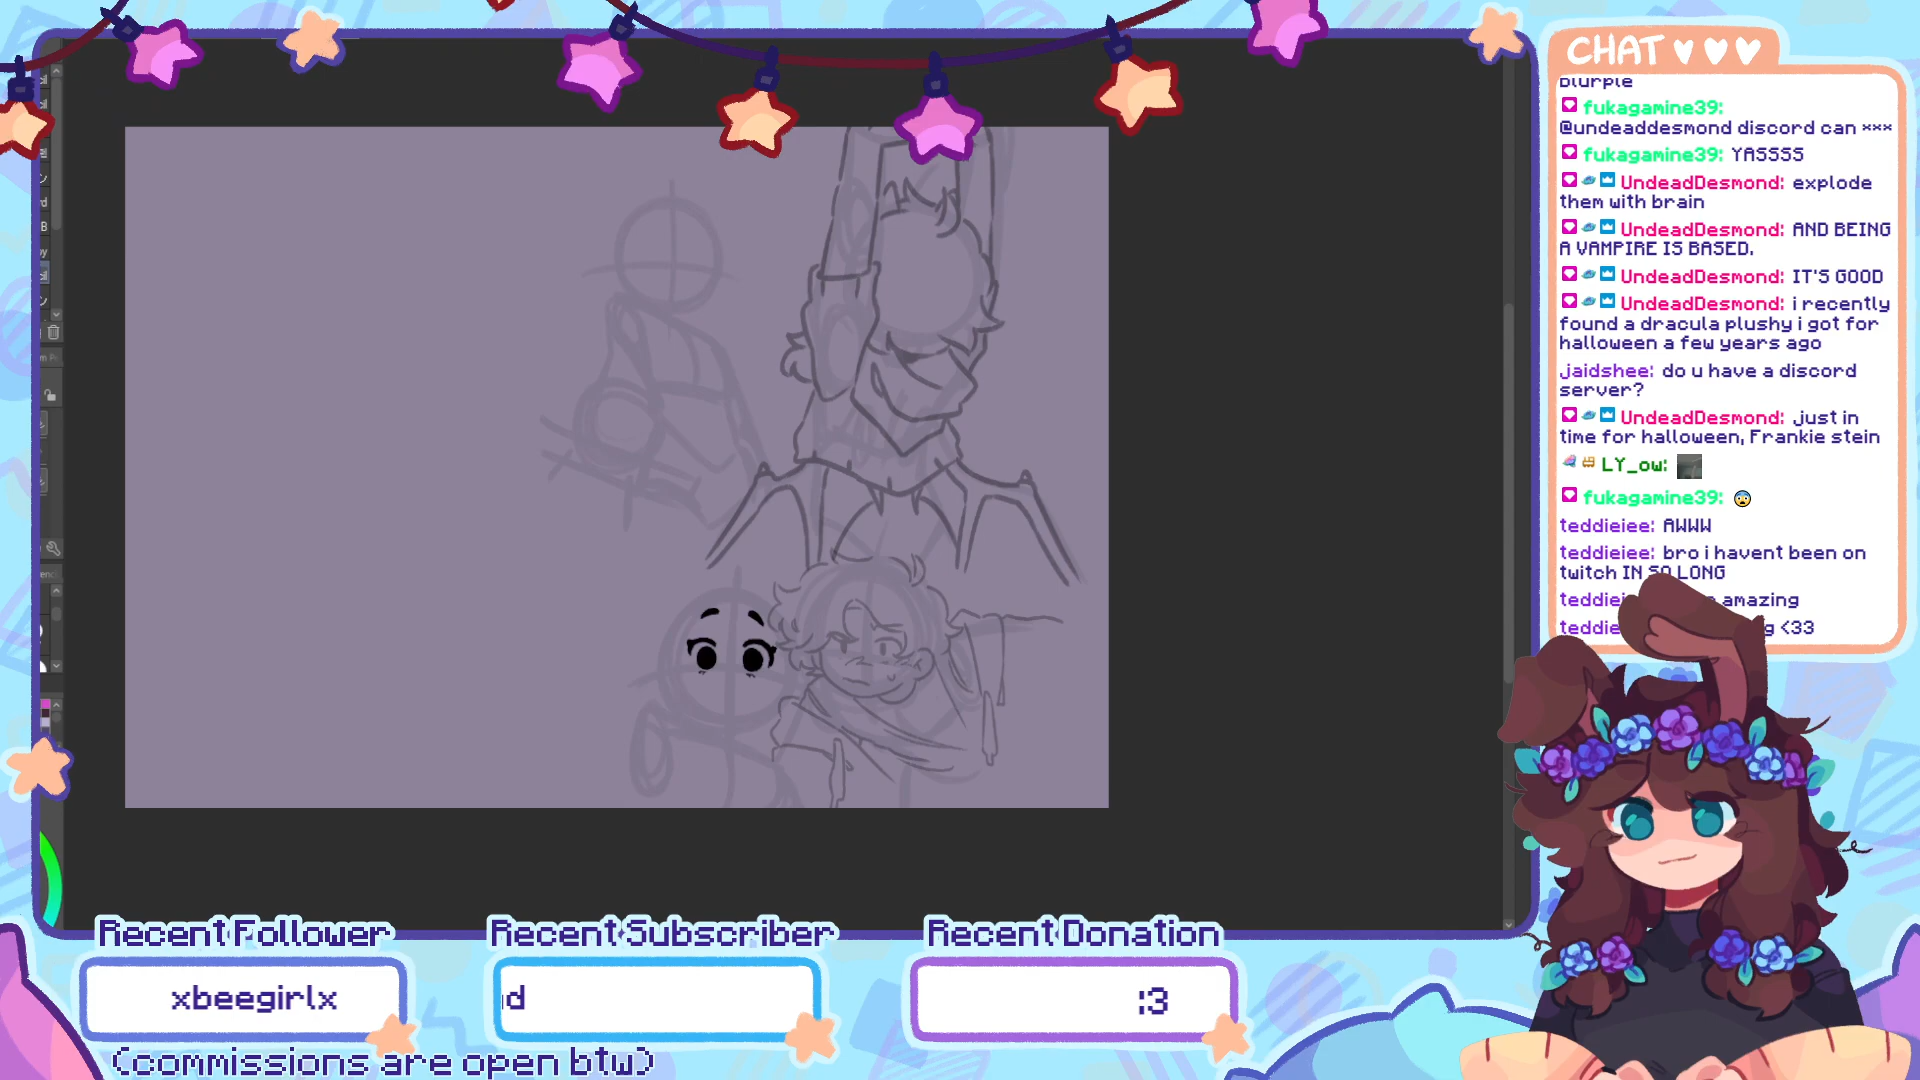 CHAT
blurple
fukagamine39:
@undeaddesmond discord can ***
fukagamine39: YASSSS
UndeadDesmond: explode
them with brain
UndeadDesmond: AND BEING
A VAMPIRE IS BASED.
UndeadDesmond: IT'S GOOD
UndeadDesmond: i recently
found a dracula plushy i got for
halloween a few years ago
jaidshee: do u have a discord
server?
UndeadDesmond: just in
time for halloween, Frankie stein
LY_ow:
fukagamine39:
teddieiee: AWWW
teddieiee: bro i havent been on
twitch IN SO LONG
amazing
<33
Recent Follower
Recent Subscriber
Recent Donation
xbeegirlx
:3
(commissions are open btw)